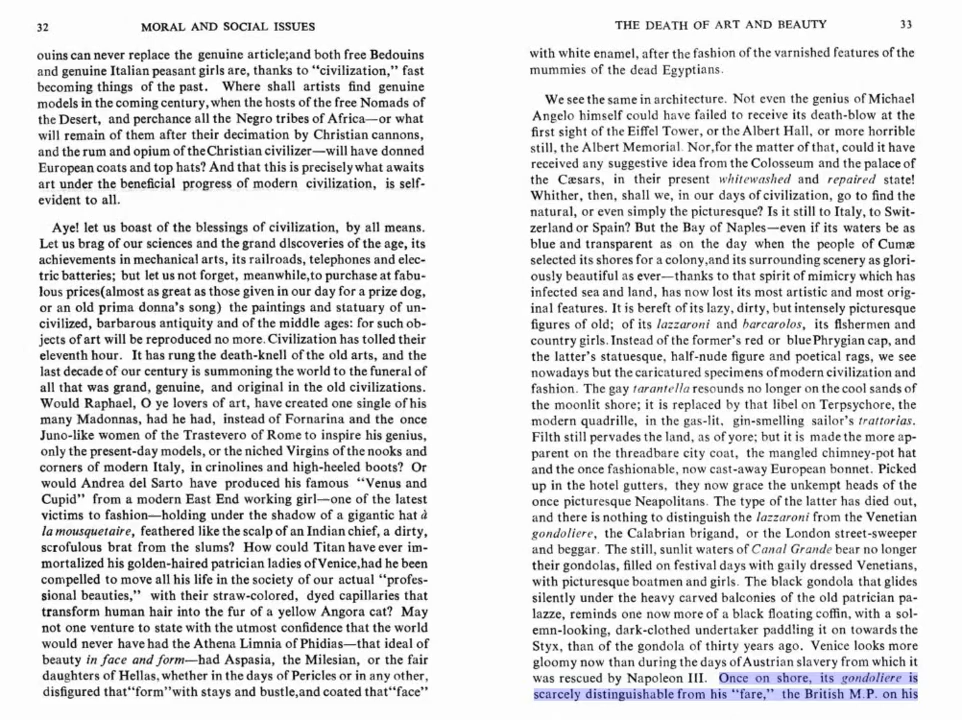 32
MORAL AND SOCIAL ISSUES
ouins can never replace the genuine article;and both free Bedouins
and genuine Italian peasant girls are, thanks to "civilization," fast
becoming things of the past. Where shall artists find genuine
models in the coming century, when the hosts of the free Nomads of
the Desert, and perchance all the Negro tribes of Africa—or what
will remain of them after their decimation by Christian cannons,
and the rum and opium of the Christian civilizer—will have donned
European coats and top hats? And that this is precisely what awaits
art under the beneficial progress of modern civilization, is self-
evident to all.
Aye! let us boast of the blessings of civilization, by all means.
Let us brag of our sciences and the grand dlscoveries of the age, its
achievements in mechanical arts, its railroads, telephones and elec-
tric batteries; but let us not forget, meanwhile,to purchase at fabu-
lous prices(almost as great as those given in our day for a prize dog,
or an old prima donna's song) the paintings and statuary of un-
civilized, barbarous antiquity and of the middle ages: for such ob-
jects of art will be reproduced no more. Civilization has tolled their
eleventh hour. It has rung the death-knell of the old arts, and the
last decade of our century is summoning the world to the funeral of
all that was grand, genuine, and original in the old civilizations.
Would Raphael, O ye lovers of art, have created one single of his
many Madonnas, had he had, instead of Fornarina and the once
Juno-like women of the Trastevero of Rome to inspire his genius,
only the present-day models, or the niched Virgins of the nooks and
corners of modern Italy, in crinolines and high-heeled boots? Or
would Andrea del Sarto have produced his famous "Venus and
Cupid" from a modern East End working girl—one of the latest
victims to fashion—holding under the shadow of a gigantic hat à
la mousquetaire, feathered like the scalp of an Indian chief, a dirty,
scrofulous brat from the slums? How could Titan have ever im-
mortalized his golden-haired patrician ladies of Venice,had he been
compelled to move all his life in the society of our actual "profes-
sional beauties," with their straw-colored, dyed capillaries that
transform human hair into the fur of a yellow Angora cat? May
not one venture to state with the utmost confidence that the world
would never have had the Athena Limnia of Phidias—that ideal of
beauty in face and form—had Aspasia, the Milesian, or the fair
daughters of Hellas, whether in the days of Pericles or in any other,
disfigured that"form"with stays and bustle,and coated that"face"
THE DEATH OF ART AND BEAUTY
33
with white enamel, after the fashion of the varnished features of the
mummies of the dead Egyptians.
We see the same in architecture. Not even the genius of Michael
Angelo himself could have failed to receive its death-blow at the
first sight of the Eiffel Tower, or the Albert Hall, or more horrible
still, the Albert Memorial. Nor,for the matter of that, could it have
received any suggestive idea from the Colosseum and the palace of
the Cæsars, in their present whitewashed and repaired state!
Whither, then, shall we, in our days of civilization, go to find the
natural, or even simply the picturesque? Is it still to Italy, to Swit-
zerland or Spain? But the Bay of Naples—even if its waters be as
blue and transparent as on the day when the people of Cumæ
selected its shores for a colony,and its surrounding scenery as glori-
ously beautiful as ever—thanks to that spirit of mimicry which has
infected sea and land, has now lost its most artistic and most orig-
inal features. It is bereft of its lazy, dirty, but intensely picturesque
figures of old; of its lazzaroni and barcarolos, its fishermen and
country girls. Instead of the former's red or blue Phrygian cap, and
the latter's statuesque, half-nude figure and poetical rags, we see
nowadays but the caricatured specimens of modern civilization and
fashion. The gay tarantella resounds no longer on the cool sands of
the moonlit shore; it is replaced by that libel on Terpsychore, the
modern quadrille, in the gas-lit, gin-smelling sailor's trattorias.
Filth still pervades the land, as of yore; but it is made the more ap-
parent on the threadbare city coat, the mangled chimney-pot hat
and the once fashionable, now cast-away European bonnet. Picked
up in the hotel gutters, they now grace the unkempt heads of the
once picturesque Neapolitans. The type of the latter has died out,
and there is nothing to distinguish the lazzaroni from the Venetian
gondoliere, the Calabrian brigand, or the London street-sweeper
and beggar. The still, sunlit waters of Canal Grande bear no longer
their gondolas, filled on festival days with gaily dressed Venetians,
with picturesque boatmen and girls. The black gondola that glides
silently under the heavy carved balconies of the old patrician pa-
lazze, reminds one now more of a black floating coffin, with a sol-
emn-looking, dark-clothed undertaker paddling it on towards the
Styx, than of the gondola of thirty years ago. Venice looks more
gloomy now than during the days of Austrian slavery from which it
was rescued by Napoleon III. Once on shore, its gondoliere is
scarcely distinguishable from his "fare," the British M.P. on his